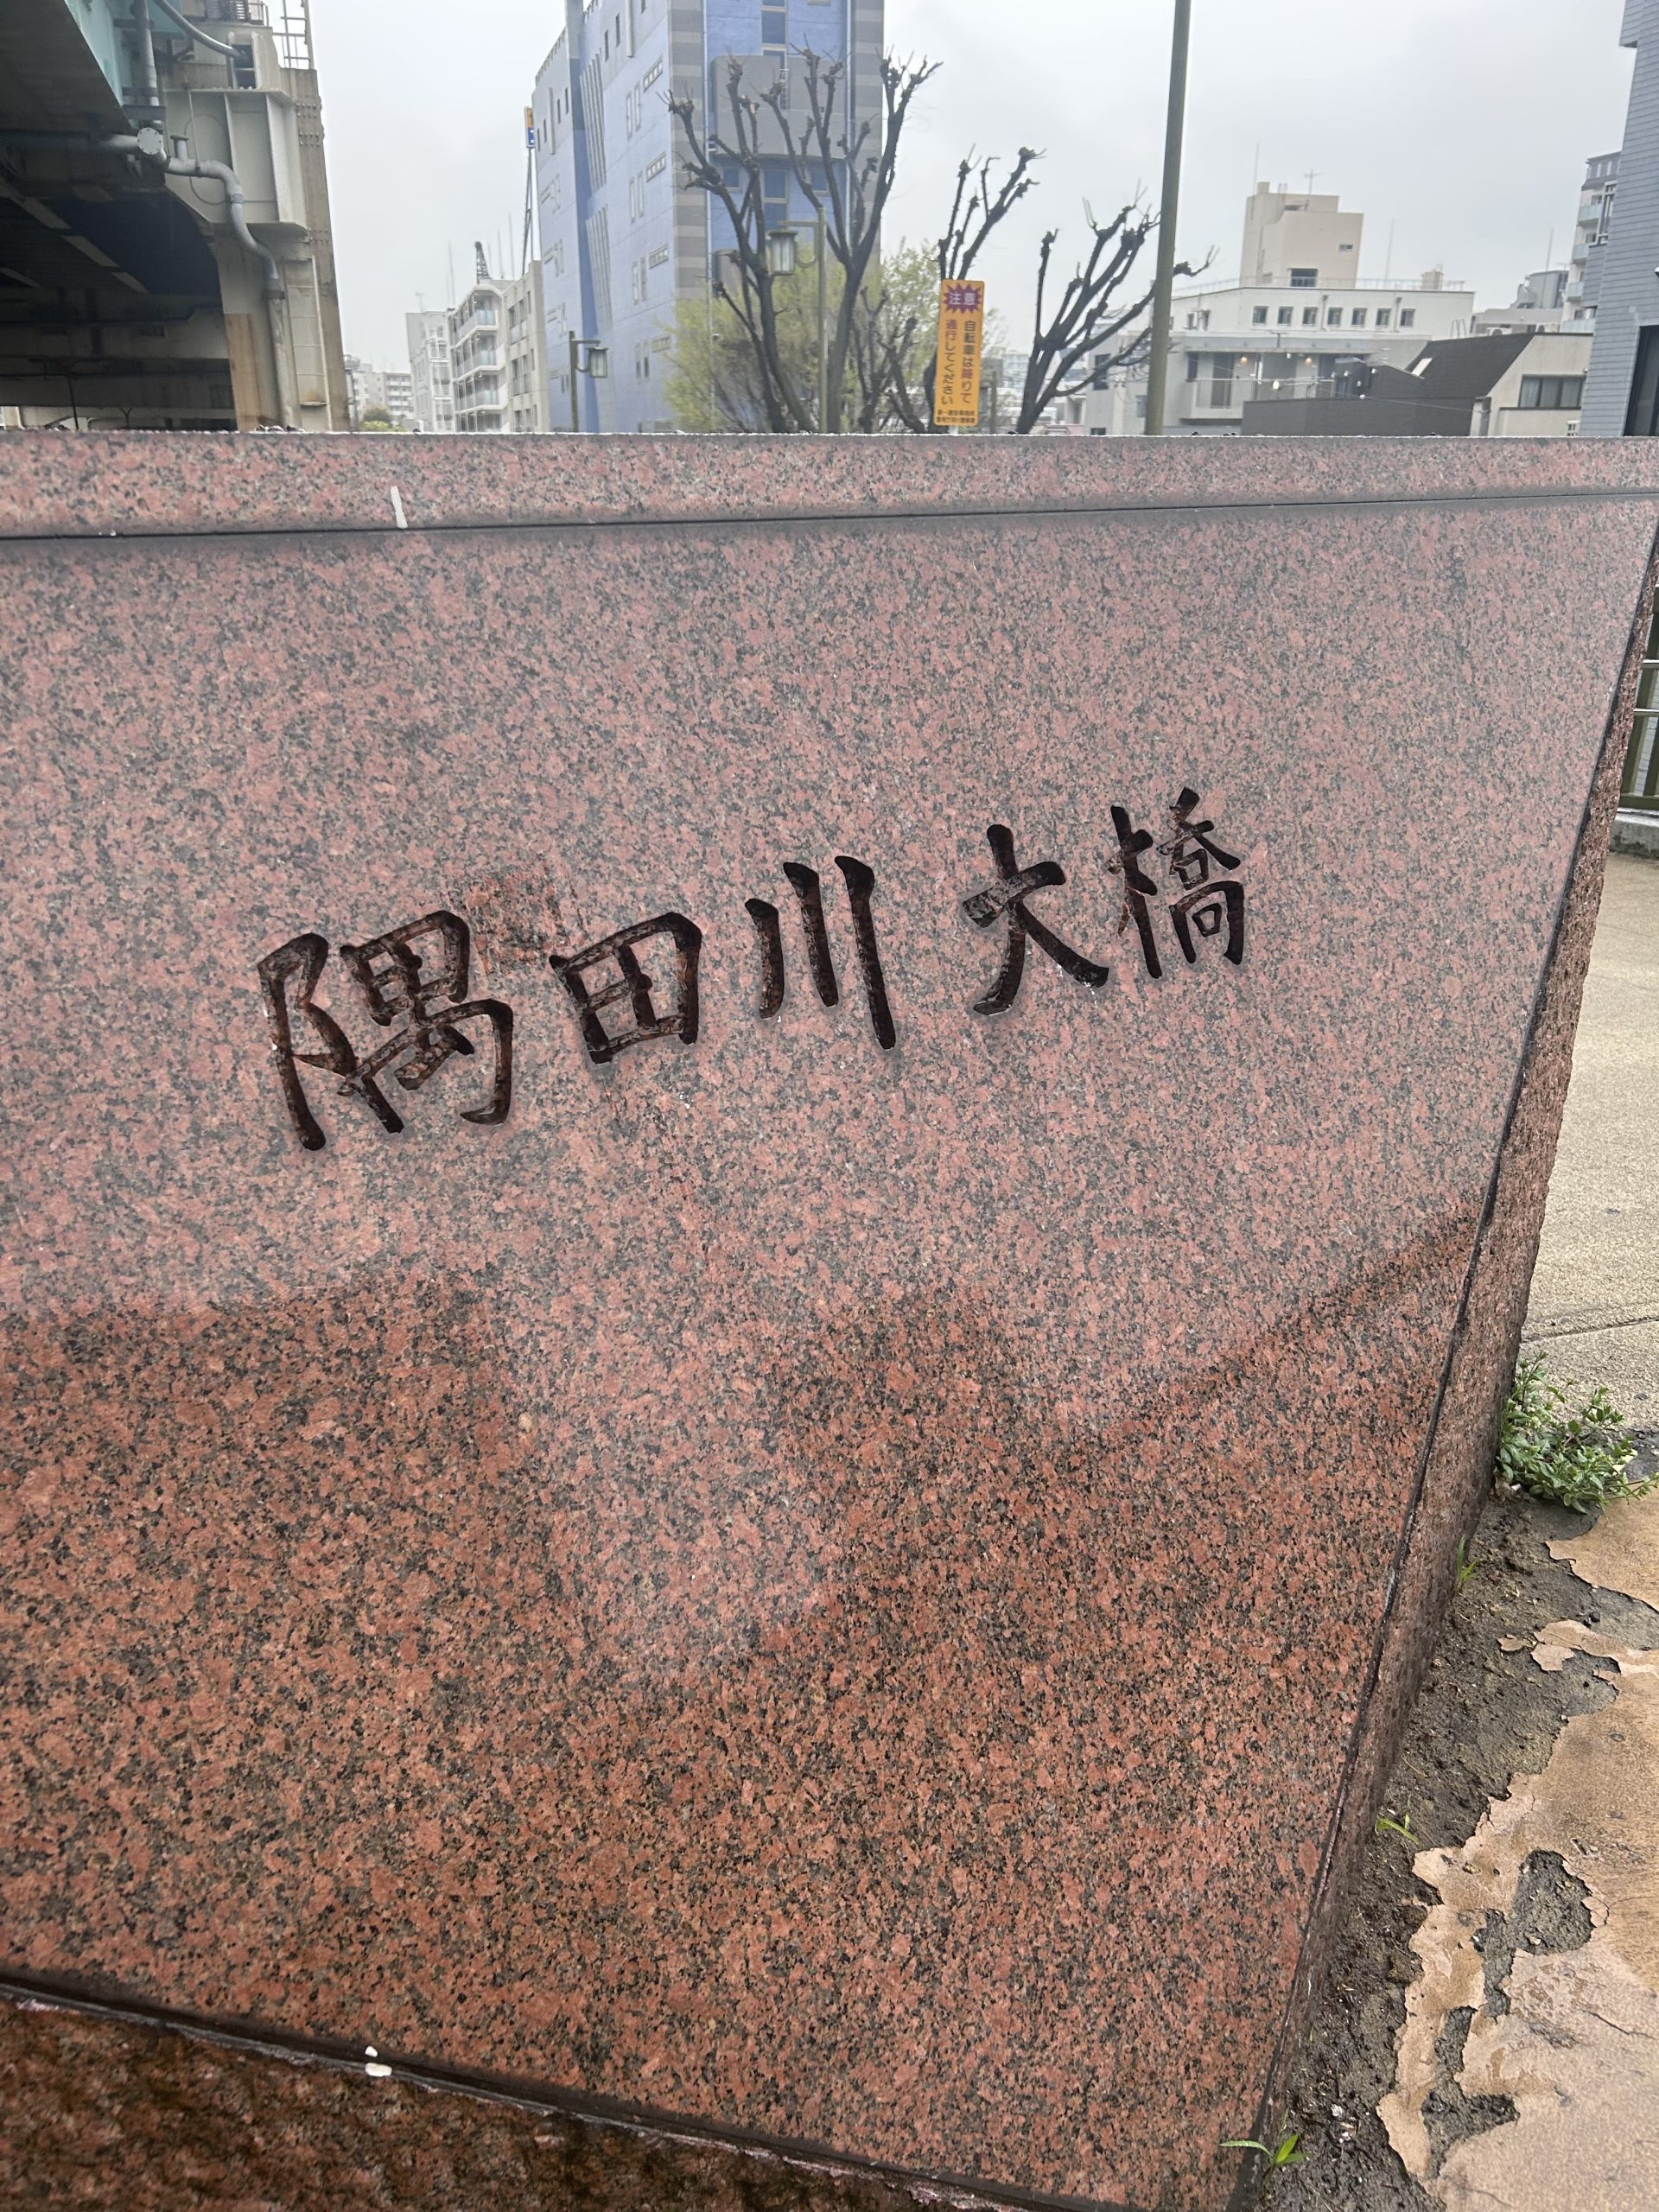 注意
自転車は降りて
通行してください
隅田川大橋